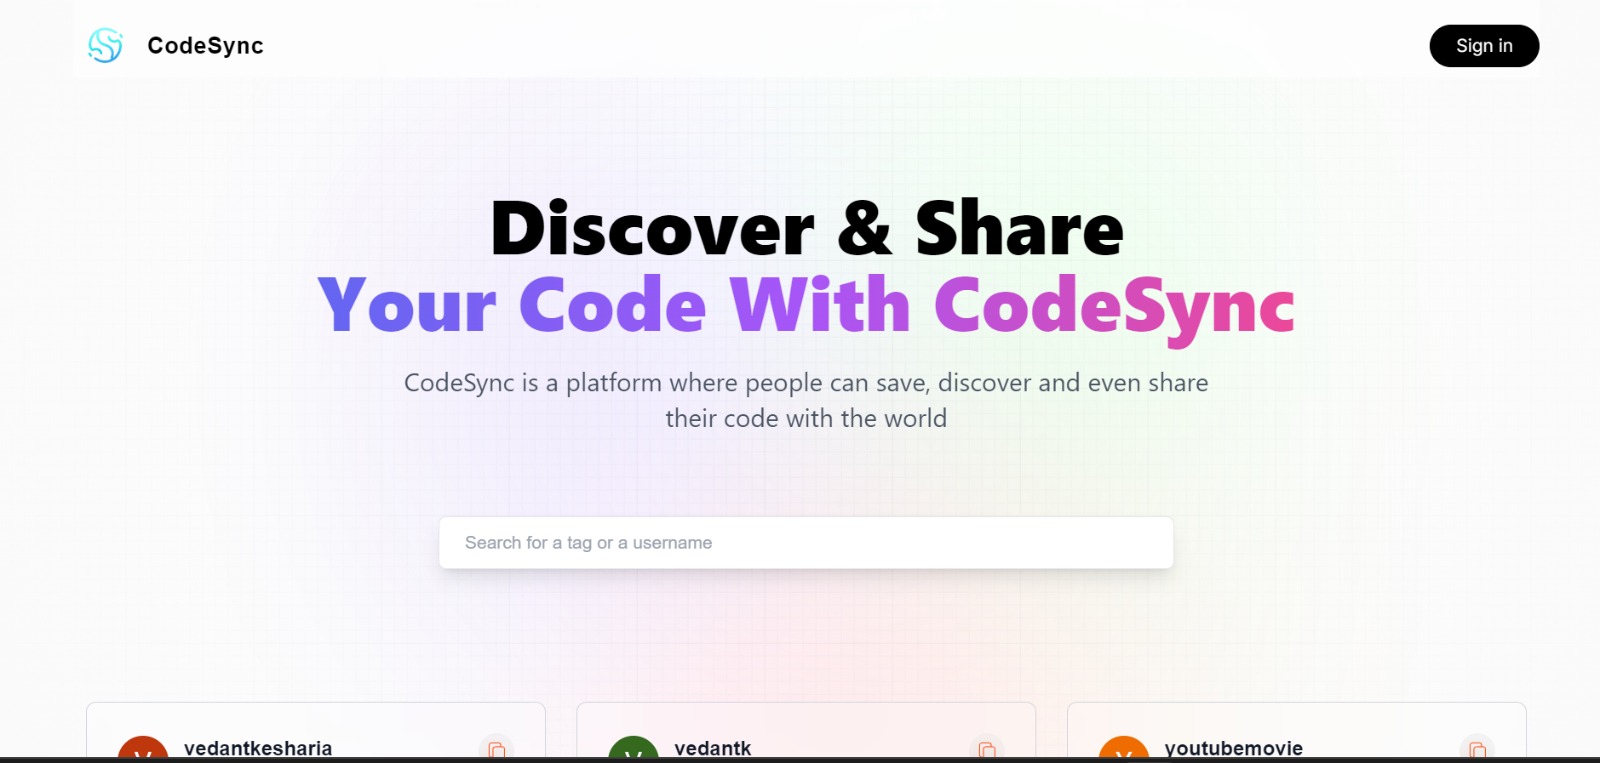 CodeSync
Sign in
Discover & Share
Your Code With CodeSync
CodeSync is a platform where people can save, discover and even share
their code with the world
Search for a tag or a username
vedantkesharia
vedantk
youtubemovie